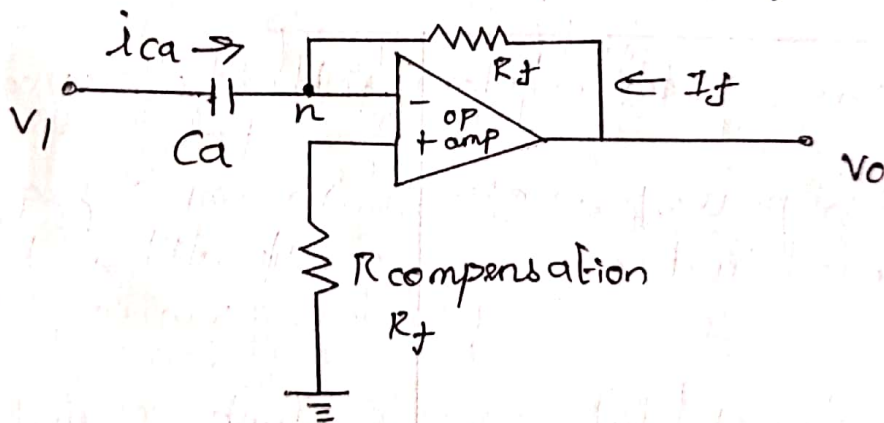 ica →
Rf
← If
V1
Ca
n
-
op
+ amp
Vo
R compensation
Rf